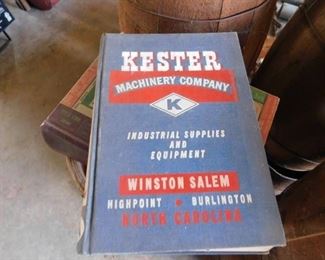 KESTER
MACHINERY COMPANY
K
INDUSTRIAL SUPPLIES
AND
EQUIPMENT
WINSTON SALEM
HIGHPOINT • BURLINGTON
NORTH CAROLINA